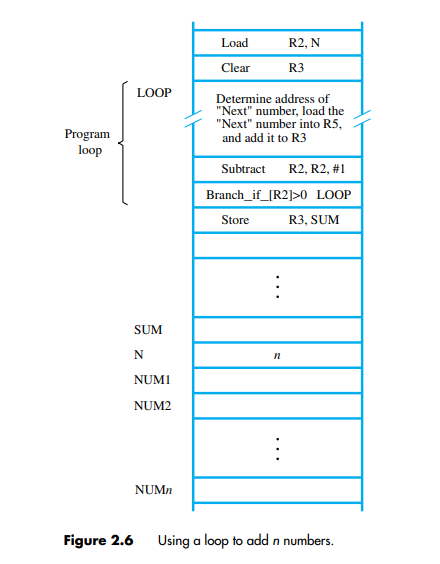 Load R2, N
Clear R3
LOOP
Determine address of
"Next" number, load the
"Next" number into R5,
and add it to R3
Program
loop
Subtract R2, R2, #1
Branch_if_[R2]>0 LOOP
Store R3, SUM
SUM
N n
NUM1
NUM2
NUMn
Figure 2.6 Using a loop to add n numbers.